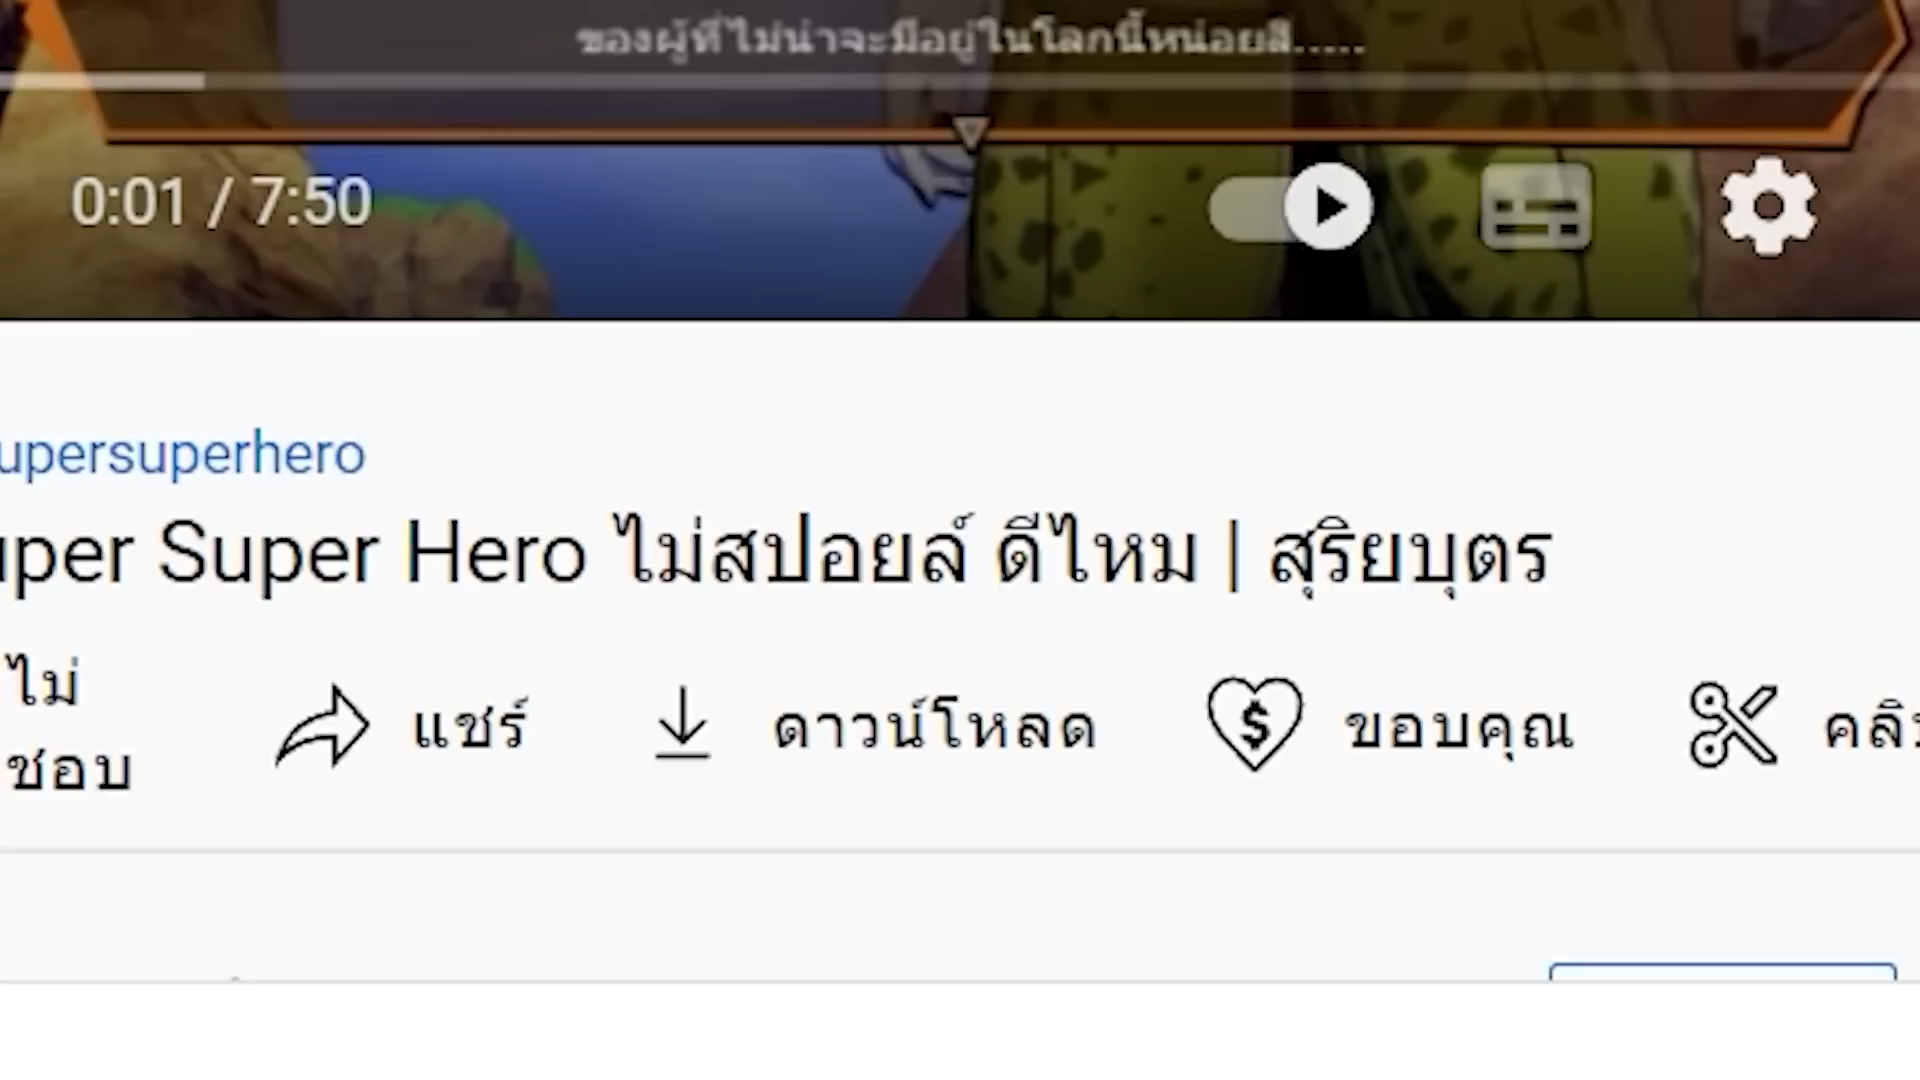 ของผู้ที่ไม่น่าจะมีอยู่ในโลกนี้หน่อยสิ.....
0:01 / 7:50
upersuperhero
uper Super Hero ไม่สปอยล์ ดีไหม | สุริยบุตร
ไม่
ชอบ
แชร์
ดาวน์โหลด
ขอบคุณ
คลิ